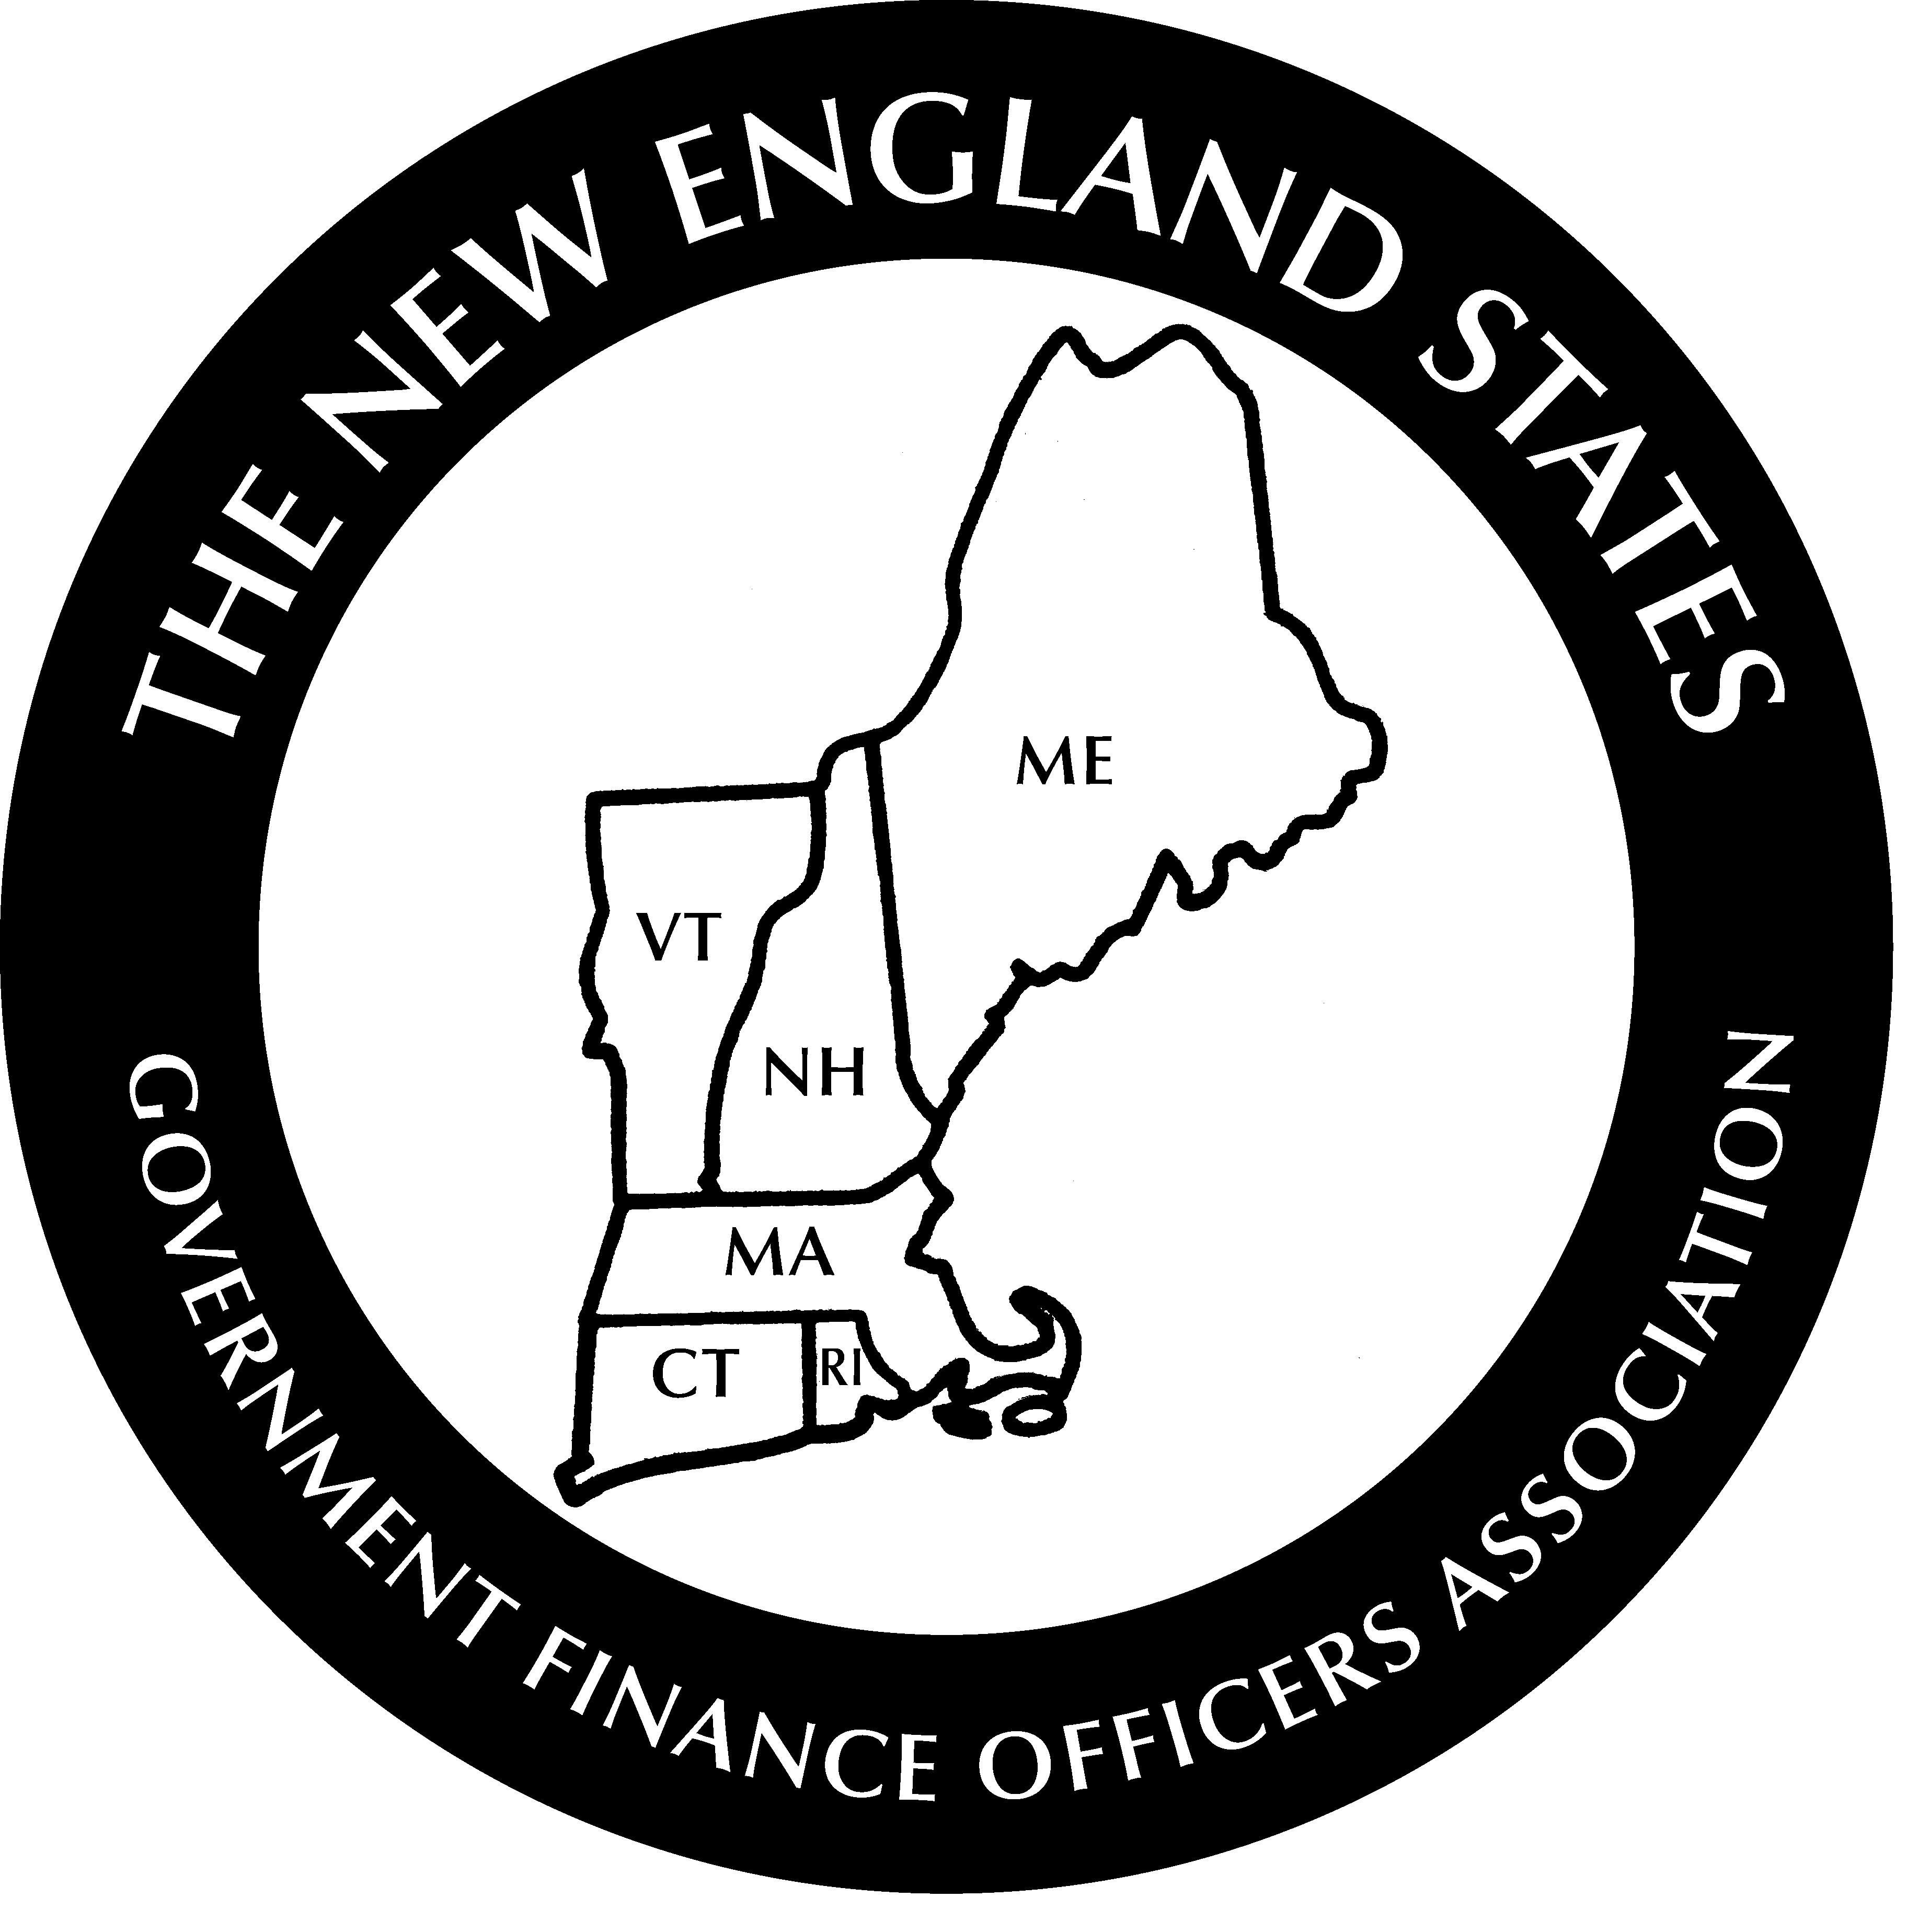 THE NEW ENGLAND STATES
ME
VT
NH
MA
CT
RI
GOVERNMENT FINANCE OFFICERS ASSOCIATION